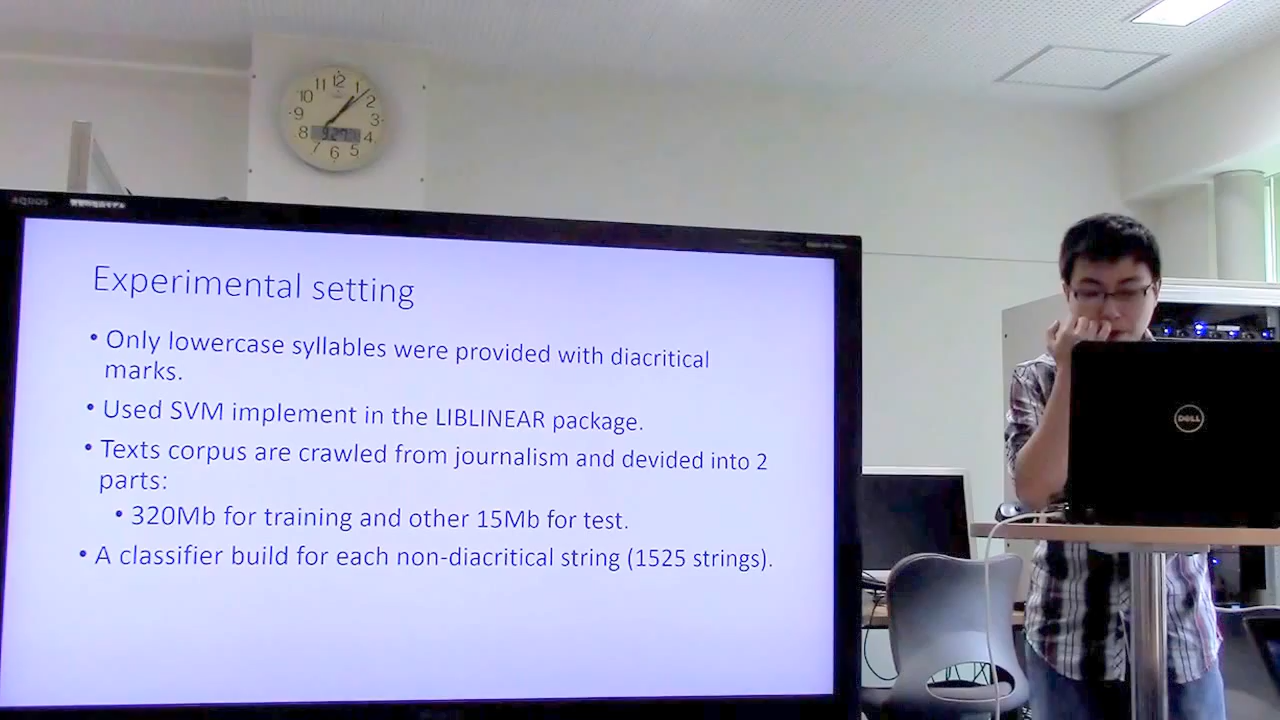 11 12 1
10 2
9 3
8 4
7 6 5
AQUOS
Experimental setting
• Only lowercase syllables were provided with diacritical
marks.
• Used SVM implement in the LIBLINEAR package.
• Texts corpus are crawled from journalism and devided into 2
parts:
• 320Mb for training and other 15Mb for test.
• A classifier build for each non-diacritical string (1525 strings).
DELL